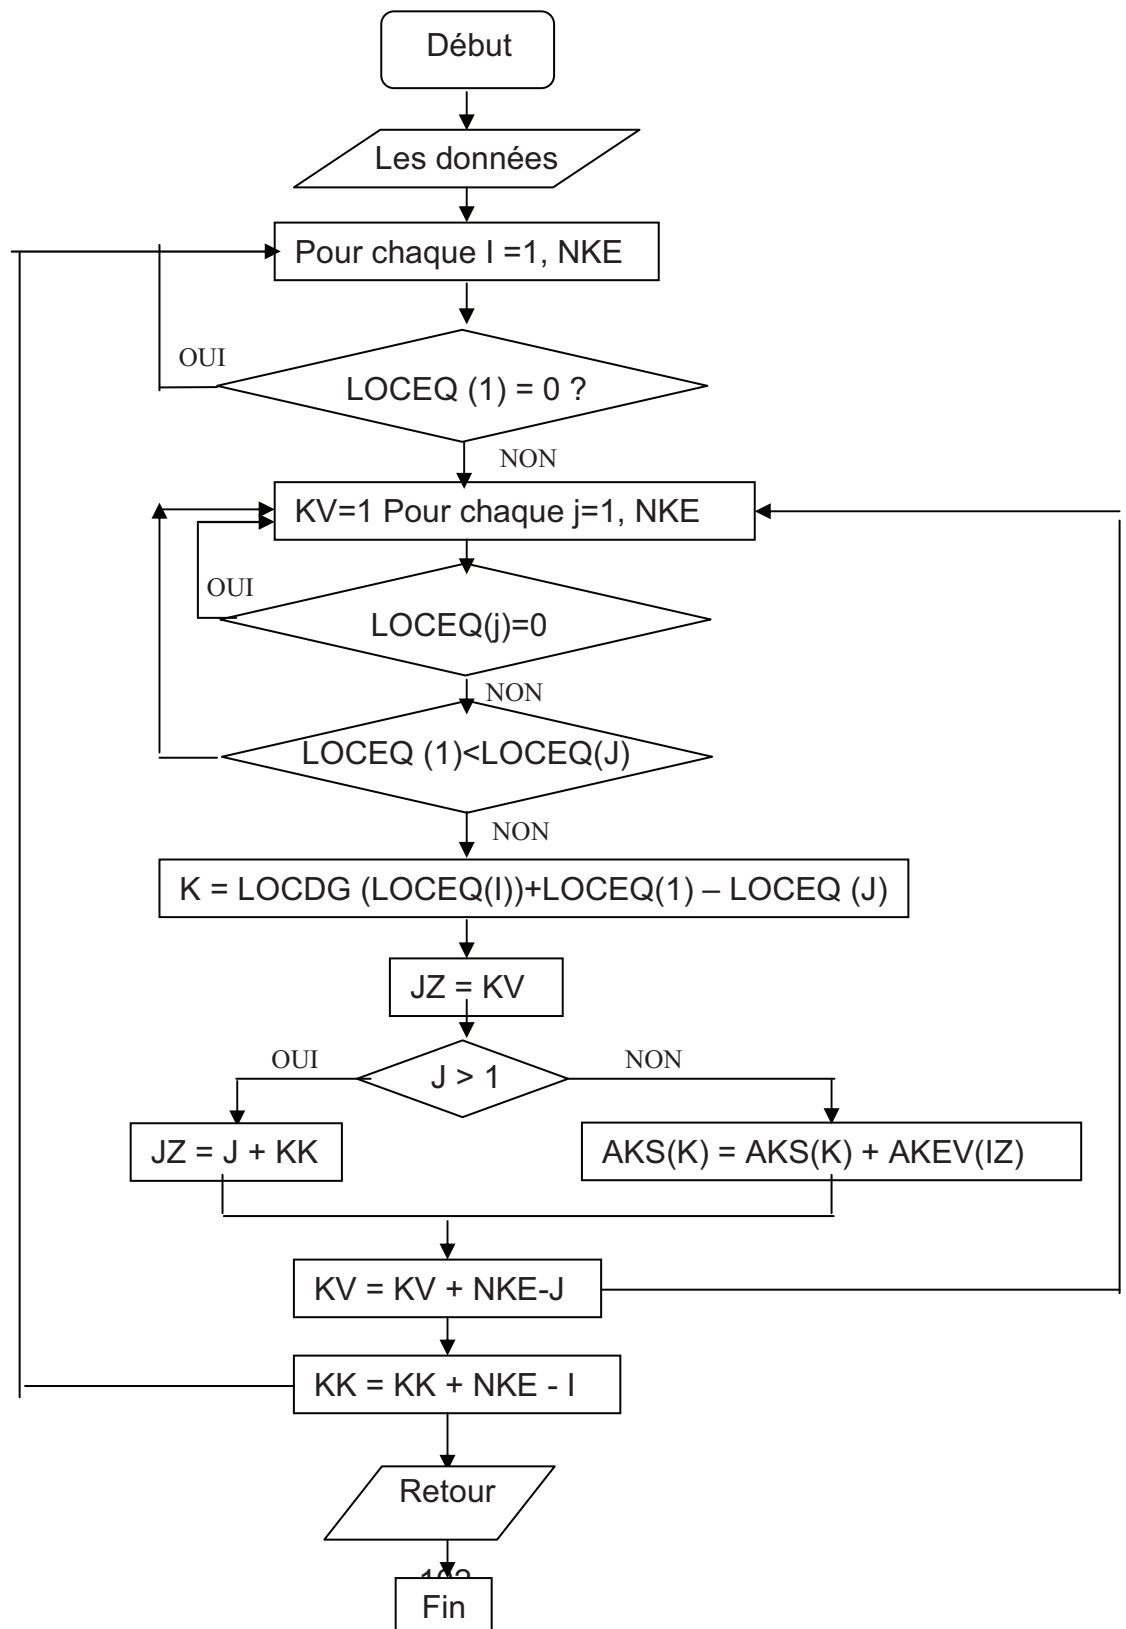 Début
Les données
Pour chaque I =1, NKE
OUI
LOCEQ (1) = 0 ?
NON
KV=1 Pour chaque j=1, NKE
OUI
LOCEQ(j)=0
NON
LOCEQ (1)<LOCEQ(J)
NON
K = LOCDG (LOCEQ(I))+LOCEQ(1) – LOCEQ (J)
JZ = KV
OUI
J > 1
NON
JZ = J + KK
AKS(K) = AKS(K) + AKEV(IZ)
KV = KV + NKE-J
KK = KK + NKE - I
Retour
Fin